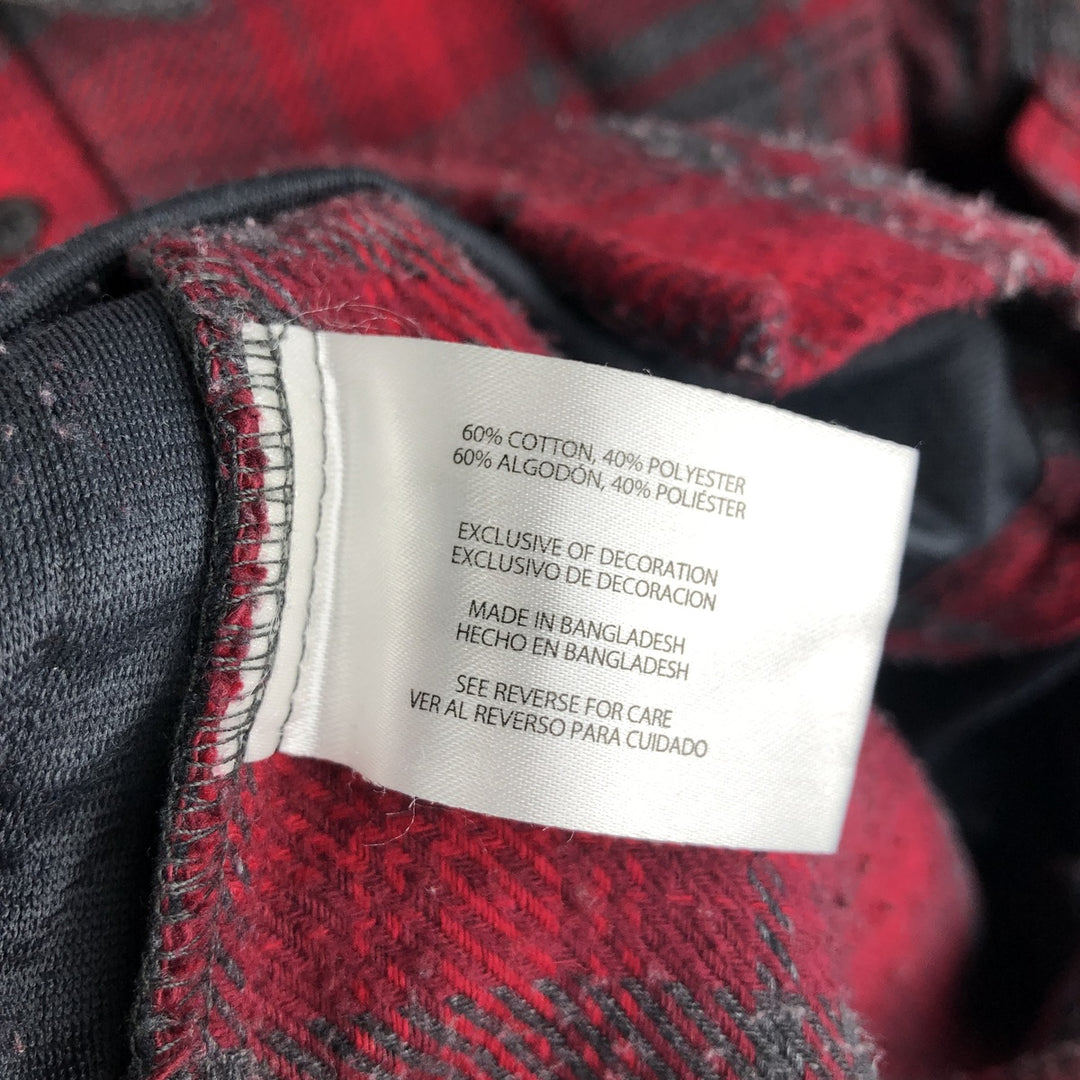 60% COTTON, 40% POLYESTER
60% ALGODÓN, 40% POLIÉSTER
EXCLUSIVE OF DECORATION
EXCLUSIVO DE DECORACION
MADE IN BANGLADESH
HECHO EN BANGLADESH
SEE REVERSE FOR CARE
VER AL REVERSO PARA CUIDADO